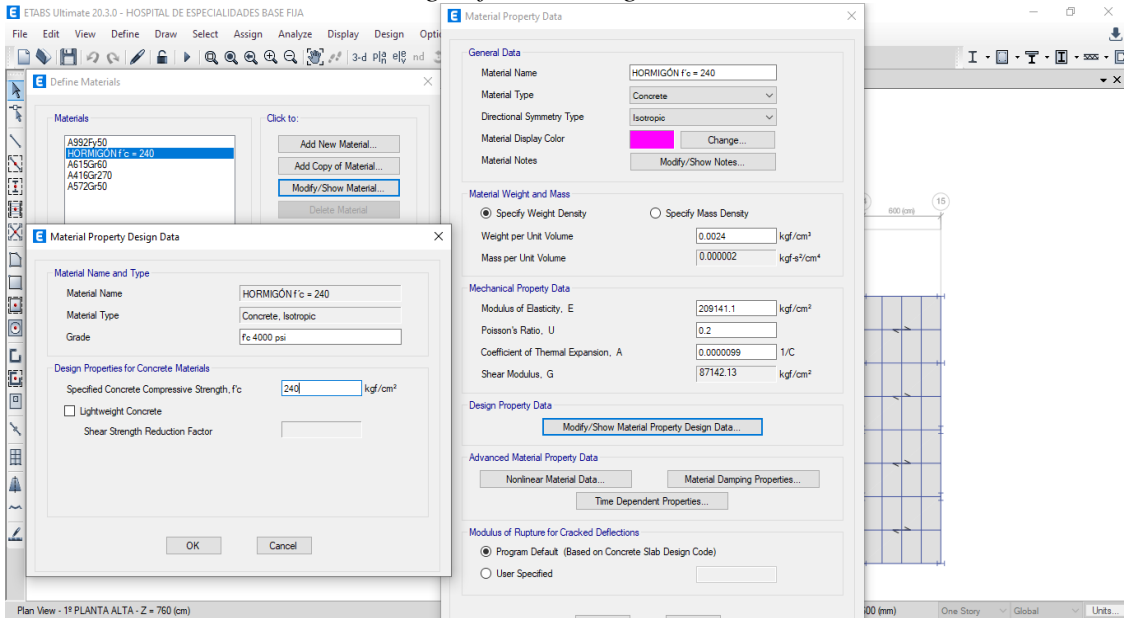 ETABS Ultimate 20.3.0 - HOSPITAL DE ESPECIALIDADES BASE FIJA
File Edit View Define Draw Select Assign Analyze Display Design
3-d
nd
Define Materials
Materials
A992Fy50
HORMIGÓN f'c = 240
A615Gr60
A416Gr270
A572Gr50
Click to:
Add New Material...
Add Copy of Material...
Modify/Show Material...
Delete Material
Material Property Design Data
Material Name and Type
Material Name HORMIGÓN f'c = 240
Material Type Concrete, Isotropic
Grade f'c 4000 psi
Design Properties for Concrete Materials
Specified Concrete Compressive Strength, f'c 240 kgf/cm²
Lightweight Concrete
Shear Strength Reduction Factor
OK Cancel
Material Property Data
General Data
Material Name HORMIGÓN f'c = 240
Material Type Concrete
Directional Symmetry Type Isotropic
Material Display Color Change...
Material Notes Modify/Show Notes...
Material Weight and Mass
Specify Weight Density Specify Mass Density
Weight per Unit Volume 0.0024 kgf/cm³
Mass per Unit Volume 0.000002 kgf-s²/cm⁴
Mechanical Property Data
Modulus of Elasticity, E 209141.1 kgf/cm²
Poisson's Ratio, U 0.2
Coefficient of Thermal Expansion, A 0.0000099 1/C
Shear Modulus, G 87142.13 kgf/cm²
Design Property Data
Modify/Show Material Property Design Data...
Advanced Material Property Data
Nonlinear Material Data... Material Damping Properties...
Time Dependent Properties...
Modulus of Rupture for Cracked Deflections
Program Default (Based on Concrete Slab Design Code)
User Specified
600 (cm)
15
Plan View - 1º PLANTA ALTA - Z = 760 (cm)
One Story Global Units...